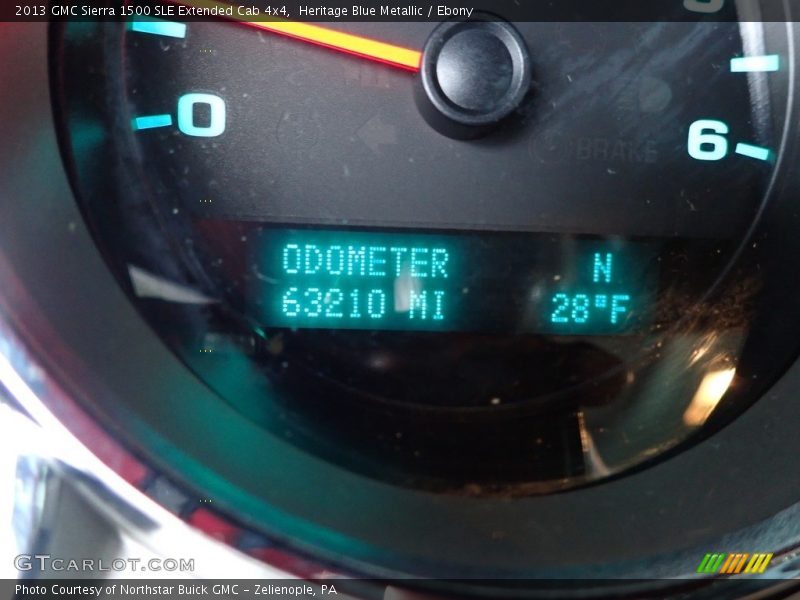 2013 GMC Sierra 1500 SLE Extended Cab 4x4, Heritage Blue Metallic / Ebony
0
6
BRAKE
ODOMETER N
63210 MI 28°F
GTCARLOT.COM
Photo Courtesy of Northstar Buick GMC - Zelienople, PA